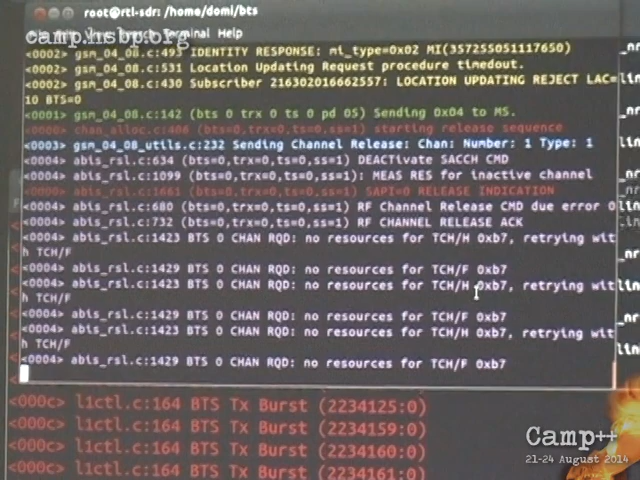 root@rtl-sdr: /home/domi/bts
Terminal Help
camp.hsbp.org
<0002> gsm_04_08.c:493 IDENTITY RESPONSE: mi_type=0x02 MI(357255051117650)
<0002> gsm_04_08.c:531 Location Updating Request procedure timedout.
<0002> gsm_04_08.c:430 Subscriber 216302016662557: LOCATION UPDATING REJECT LAC=
10 BTS=0
<0001> gsm_04_08.c:142 (bts 0 trx 0 ts 0 pd 05) Sending 0x04 to MS.
<0000> chan_alloc.c:406 (bts=0,trx=0,ts=0,ss=1) starting release sequence
<0003> gsm_04_08_utils.c:232 Sending Channel Release: Chan: Number: 1 Type: 1
<0004> abis_rsl.c:634 (bts=0,trx=0,ts=0,ss=1) DEACTivate SACCH CMD
<0004> abis_rsl.c:1099 (bts=0,trx=0,ts=0,ss=1): MEAS RES for inactive channel
<0000> abis_rsl.c:1661 (bts=0,trx=0,ts=0,ss=1) SAPI=0 RELEASE INDICATION
<0004> abis_rsl.c:680 (bts=0,trx=0,ts=0,ss=1) RF Channel Release CMD due error 0
<0004> abis_rsl.c:732 (bts=0,trx=0,ts=0,ss=1) RF CHANNEL RELEASE ACK
<0004> abis_rsl.c:1423 BTS 0 CHAN RQD: no resources for TCH/H 0xb7, retrying wit
h TCH/F
<0004> abis_rsl.c:1429 BTS 0 CHAN RQD: no resources for TCH/F 0xb7
<0004> abis_rsl.c:1423 BTS 0 CHAN RQD: no resources for TCH/H 0xb7, retrying wit
h TCH/F
<0004> abis_rsl.c:1429 BTS 0 CHAN RQD: no resources for TCH/F 0xb7
<0004> abis_rsl.c:1423 BTS 0 CHAN RQD: no resources for TCH/H 0xb7, retrying wit
h TCH/F
<0004> abis_rsl.c:1429 BTS 0 CHAN RQD: no resources for TCH/F 0xb7
<000c> l1ctl.c:164 BTS Tx Burst (2234125:0)
<000c> l1ctl.c:164 BTS Tx Burst (2234159:0)
<000c> l1ctl.c:164 BTS Tx Burst (2234160:0)
<000c> l1ctl.c:164 BTS Tx Burst (2234161:0)
Camp++
21-24 August 2014